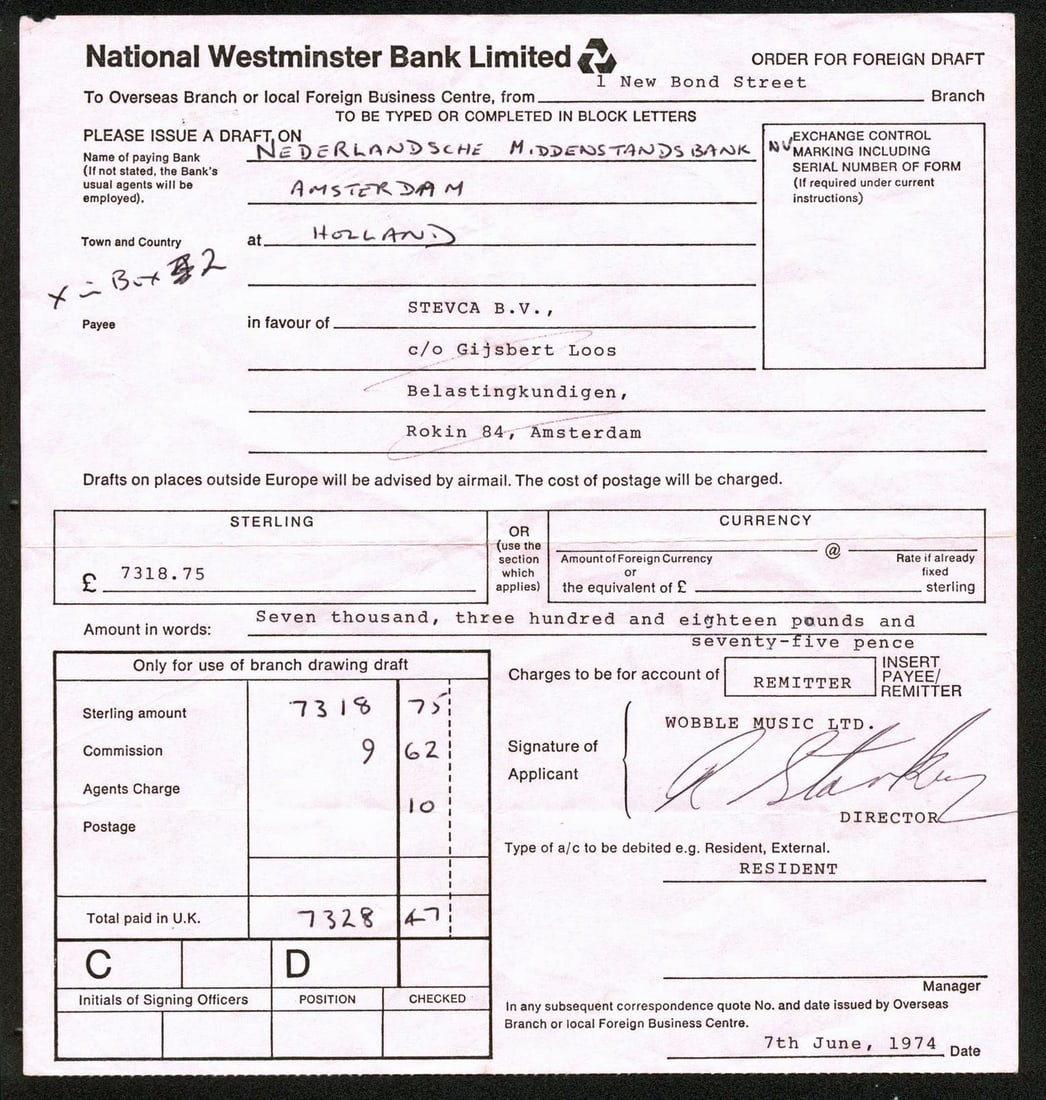 National Westminster Bank Limited
ORDER FOR FOREIGN DRAFT
1 New Bond Street
To Overseas Branch or local Foreign Business Centre, from Branch
TO BE TYPED OR COMPLETED IN BLOCK LETTERS
PLEASE ISSUE A DRAFT ON
Name of paying Bank
(If not stated, the Bank's
usual agents will be
employed).
NEDERLANDSCHE MIDDENSTANDSBANK NV
AMSTERDAM
EXCHANGE CONTROL
MARKING INCLUDING
SERIAL NUMBER OF FORM
(If required under current
instructions)
Town and Country at HOLLAND
Payee in favour of STEVCA B.V.,
c/o Gijsbert Loos
Belastingkundigen,
Rokin 84, Amsterdam
Drafts on places outside Europe will be advised by airmail. The cost of postage will be charged.
STERLING
£ 7318.75
OR
(use the
section
which
applies)
CURRENCY
@
Amount of Foreign Currency
or
the equivalent of £
Rate if already
fixed
sterling
Amount in words: Seven thousand, three hundred and eighteen pounds and
seventy-five pence
Only for use of branch drawing draft
Sterling amount 7318 75
Commission 9 62
Agents Charge
10
Postage
Total paid in U.K. 7328 47
C D
Initials of Signing Officers POSITION CHECKED
Charges to be for account of REMITTER
INSERT
PAYEE/
REMITTER
WOBBLE MUSIC LTD.
Signature of
Applicant
R Starkey
DIRECTOR
Type of a/c to be debited e.g. Resident, External.
RESIDENT
Manager
In any subsequent correspondence quote No. and date issued by Overseas
Branch or local Foreign Business Centre.
7th June, 1974 Date